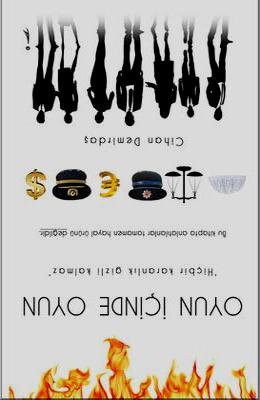 OYUN İÇİNDE OYUN
"Hiçbir karanlık gizli kalmaz"
Bu kitapta anlatılanlar tamamen hayal ürünü değildir.
$ €
Cihan Demirdaş